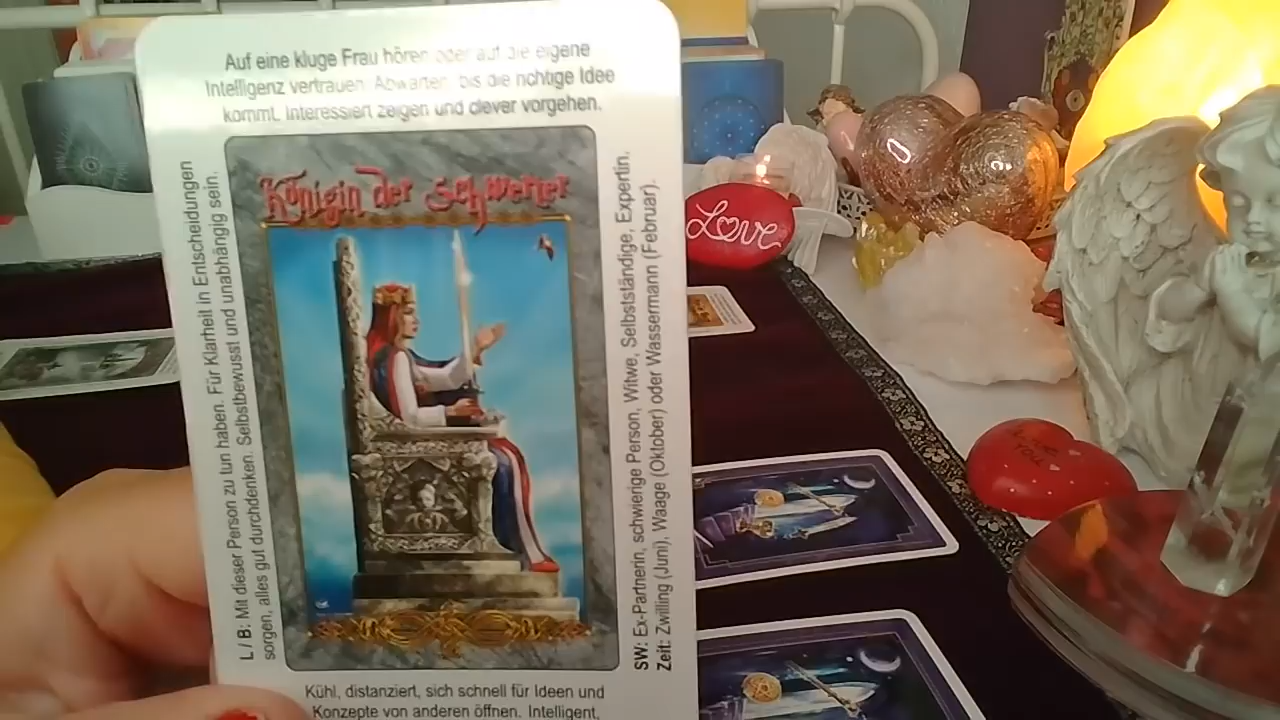 Auf eine kluge Frau hören oder auf die eigene
Intelligenz vertrauen. Abwarten, bis die richtige Idee
kommt. Interessiert zeigen und clever vorgehen.
Königin der Schwerter
L / B: Mit dieser Person zu tun haben. Für Klarheit in Entscheidungen
sorgen, alles gut durchdenken. Selbstbewusst und unabhängig sein.
SW: Ex-Partnerin, schwierige Person, Witwe, Selbstständige, Expertin.
Zeit: Zwilling (Juni), Waage (Oktober) oder Wassermann (Februar).
Kühl, distanziert, sich schnell für Ideen und
Konzepte von anderen öffnen. Intelligent,
LOVE
YOU